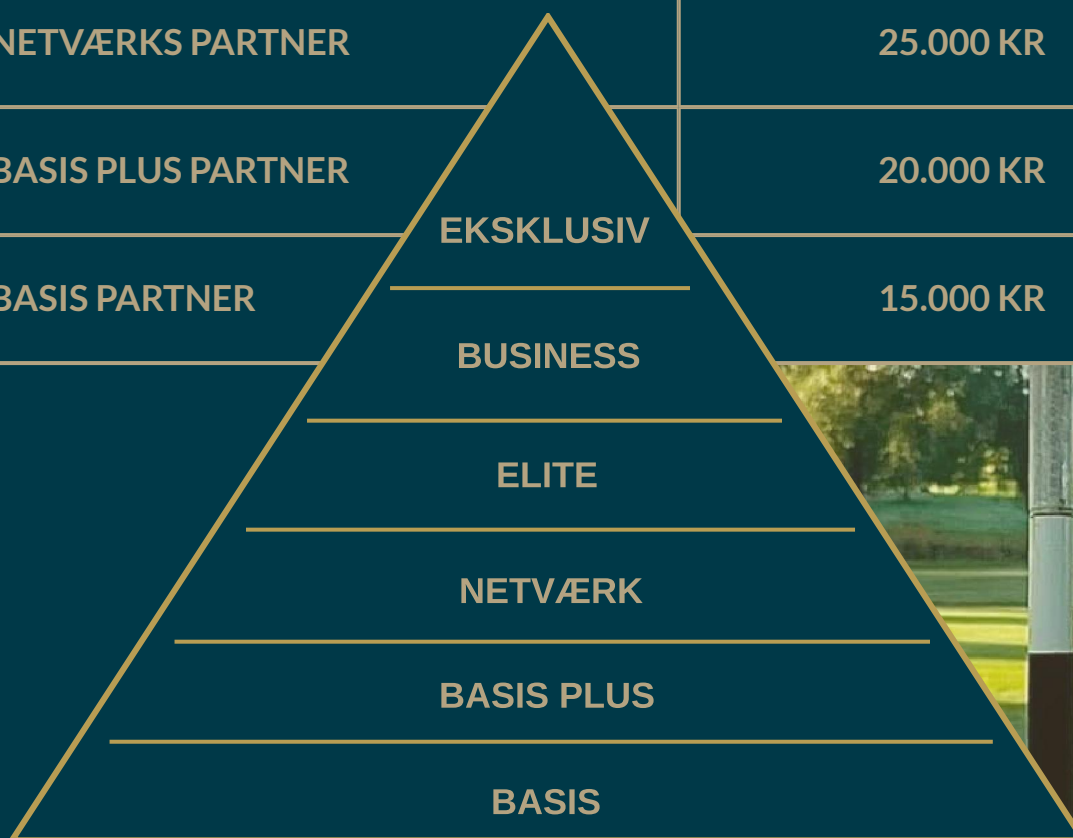 NETVÆRKS PARTNER 25.000 KR
BASIS PLUS PARTNER 20.000 KR
BASIS PARTNER 15.000 KR
EKSKLUSIV
BUSINESS
ELITE
NETVÆRK
BASIS PLUS
BASIS